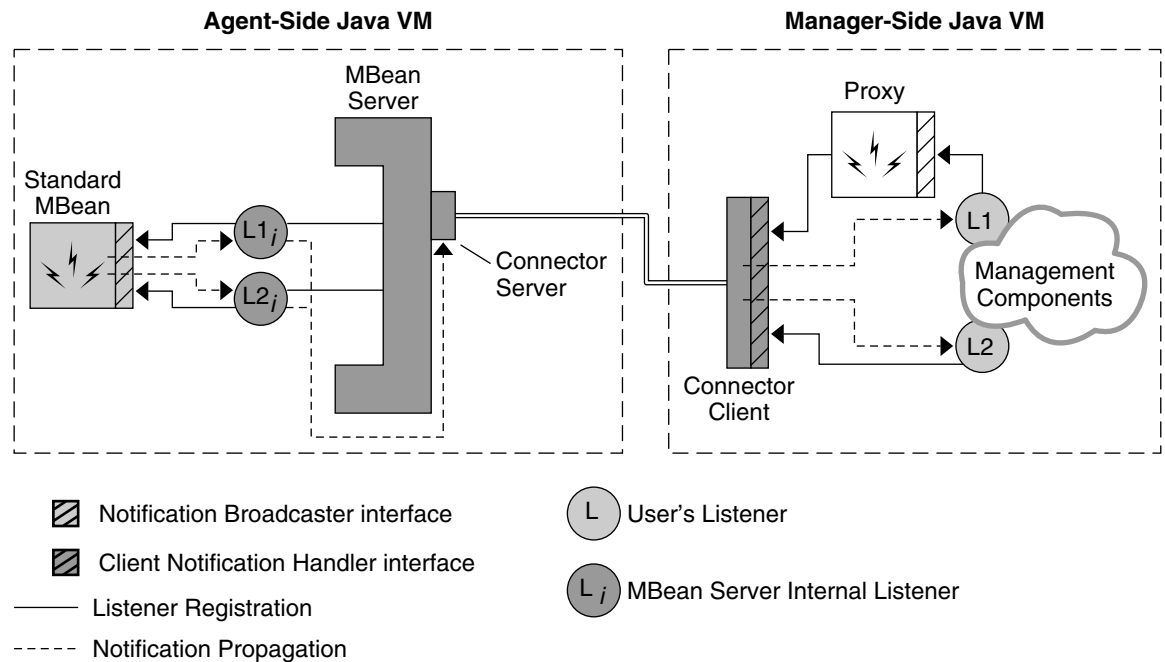 Agent-Side Java VM
Manager-Side Java VM
MBean
Server
Proxy
Standard
MBean
L1i
L2i
Connector
Server
L1
Management
Components
L2
Connector
Client
Notification Broadcaster interface
L
User's Listener
Client Notification Handler interface
Li
MBean Server Internal Listener
Listener Registration
Notification Propagation